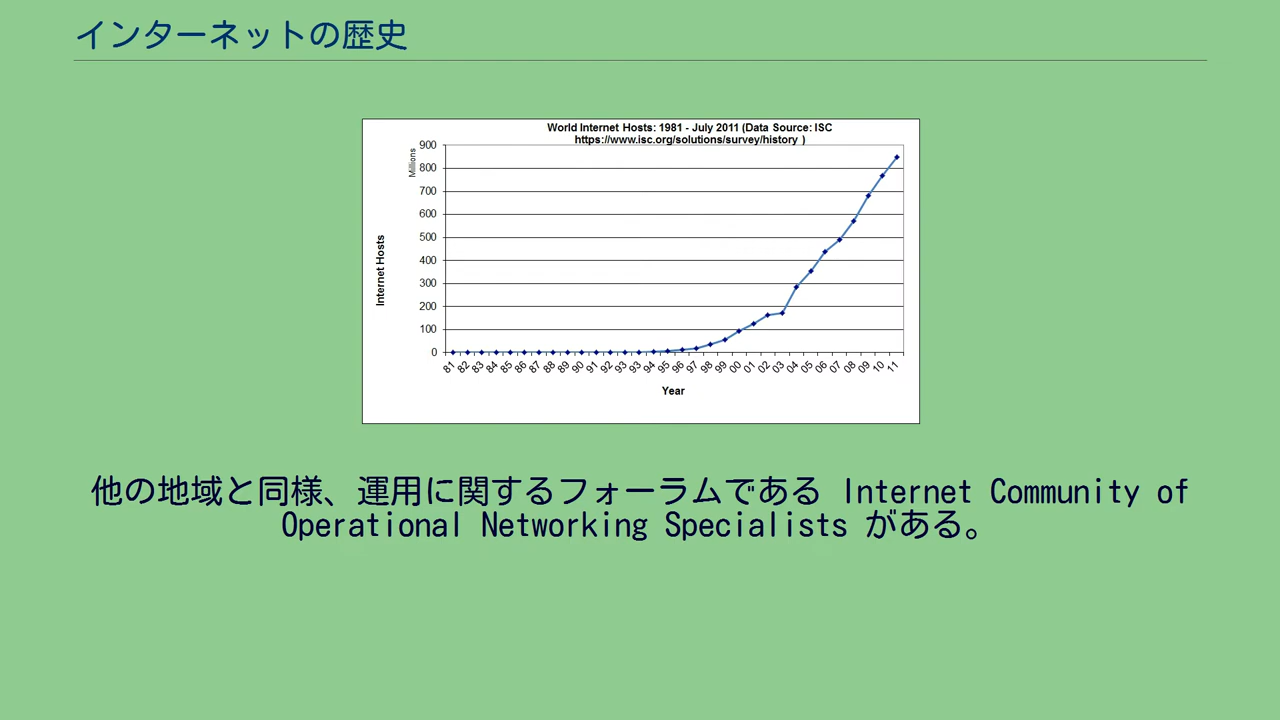 インターネットの歴史
World Internet Hosts: 1981 - July 2011 (Data Source: ISC
https://www.isc.org/solutions/survey/history )
Millions
Internet Hosts
900
800
700
600
500
400
300
200
100
0
81 82 83 84 85 86 87 88 89 90 91 92 93 93 94 95 96 97 98 99 00 01 02 03 04 05 06 07 08 09 10 11
Year
他の地域と同様、運用に関するフォーラムである Internet Community of
Operational Networking Specialists がある。